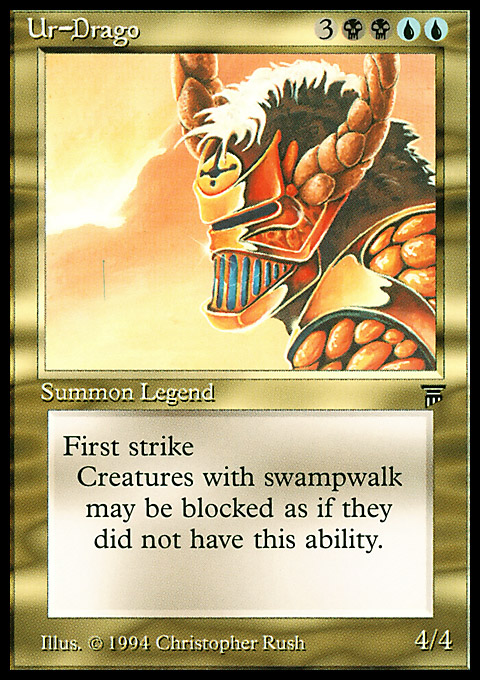 Ur-Drago 3
Summon Legend
First strike
Creatures with swampwalk
may be blocked as if they
did not have this ability.
Illus. © 1994 Christopher Rush 4/4